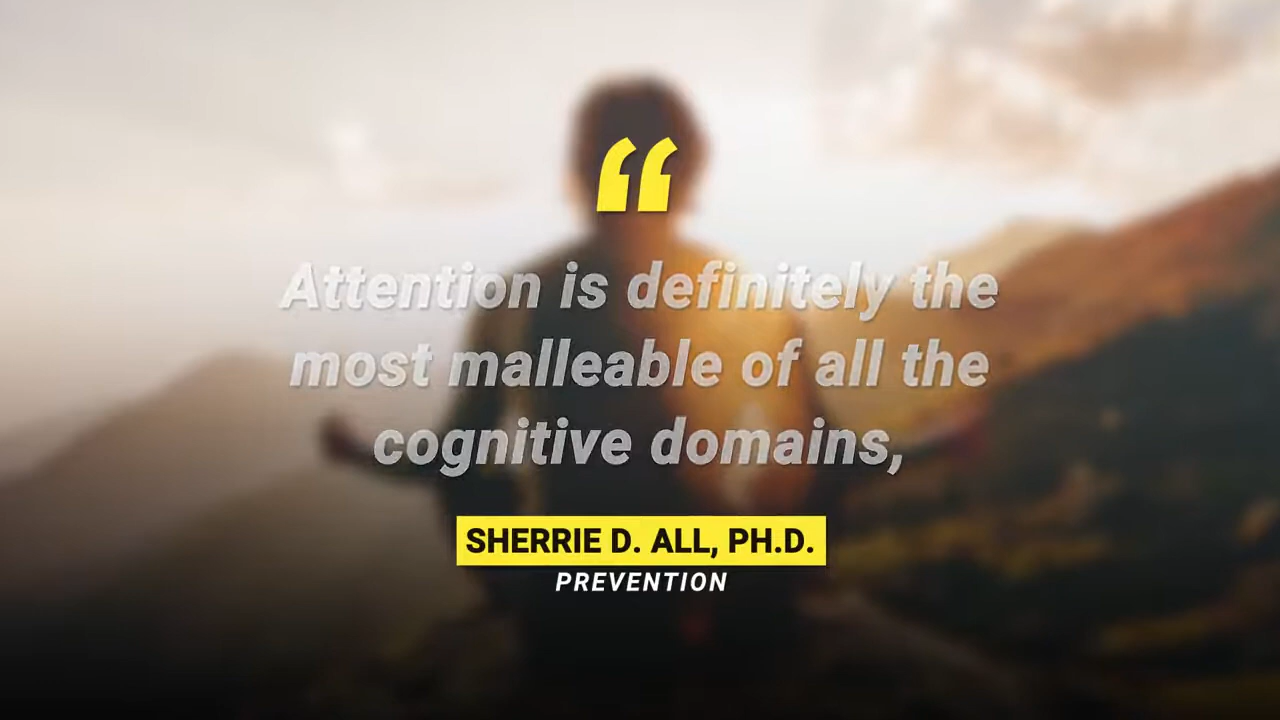 “
Attention is definitely the
most malleable of all the
cognitive domains,
SHERRIE D. ALL, PH.D.
PREVENTION